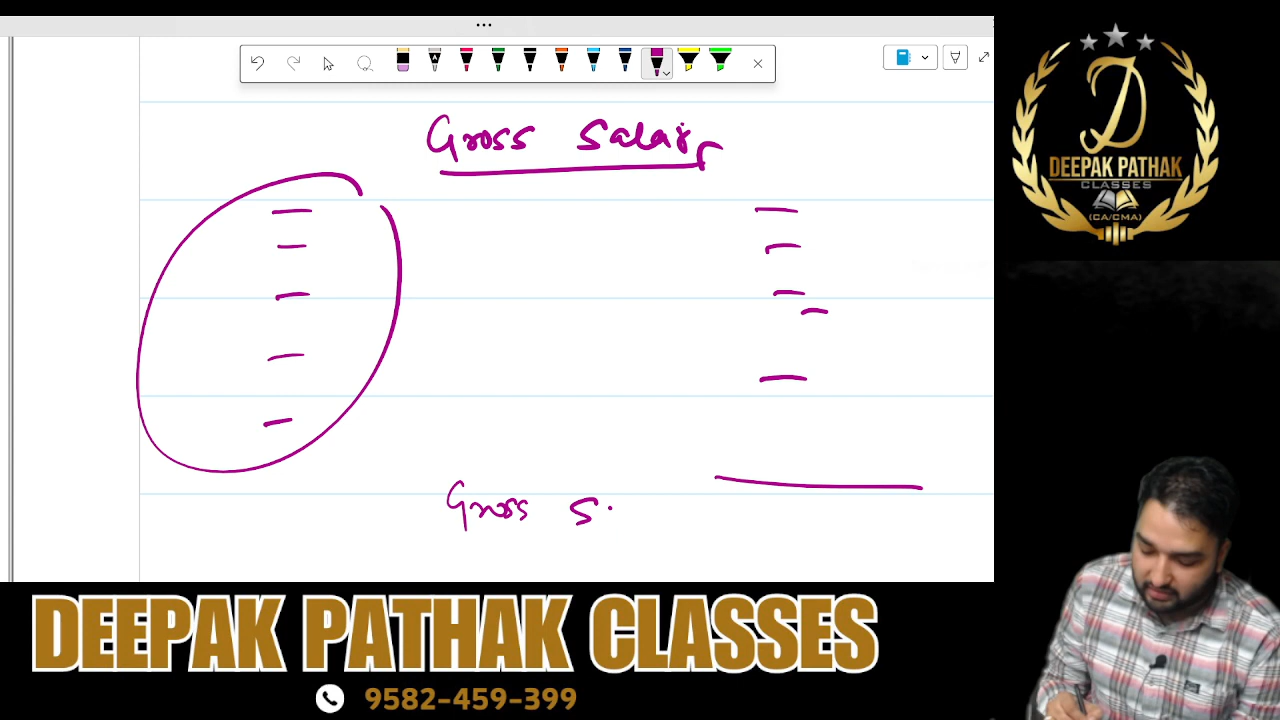 Gross Salary
Gross S.
D
DEEPAK PATHAK
CLASSES
(CA/CMA)
DEEPAK PATHAK CLASSES
9582-459-399